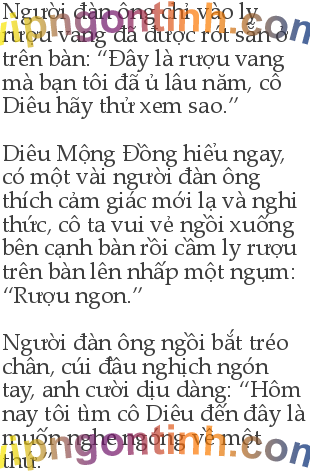 Người đàn ông chỉ vào ly
rượu vang đã được rót sẵn ở
trên bàn: “Đây là rượu vang
mà bạn tôi đã ủ lâu năm, cô
Diêu hãy thử xem sao.”
Diêu Mộng Đồng hiểu ngay,
có một vài người đàn ông
thích cảm giác mới lạ và nghi
thức, cô ta vui vẻ ngồi xuống
bên cạnh bàn rồi cầm ly rượu
trên bàn lên nhấp một ngụm:
“Rượu ngon.”
Người đàn ông ngồi bắt tréo
chân, cúi đầu nghịch ngón
tay, anh cười dịu dàng: “Hôm
nay tôi tìm cô Diêu đến đây là
muốn nghe ngóng về một
thứ.”
vipngontinh.com
vipngontinh.com